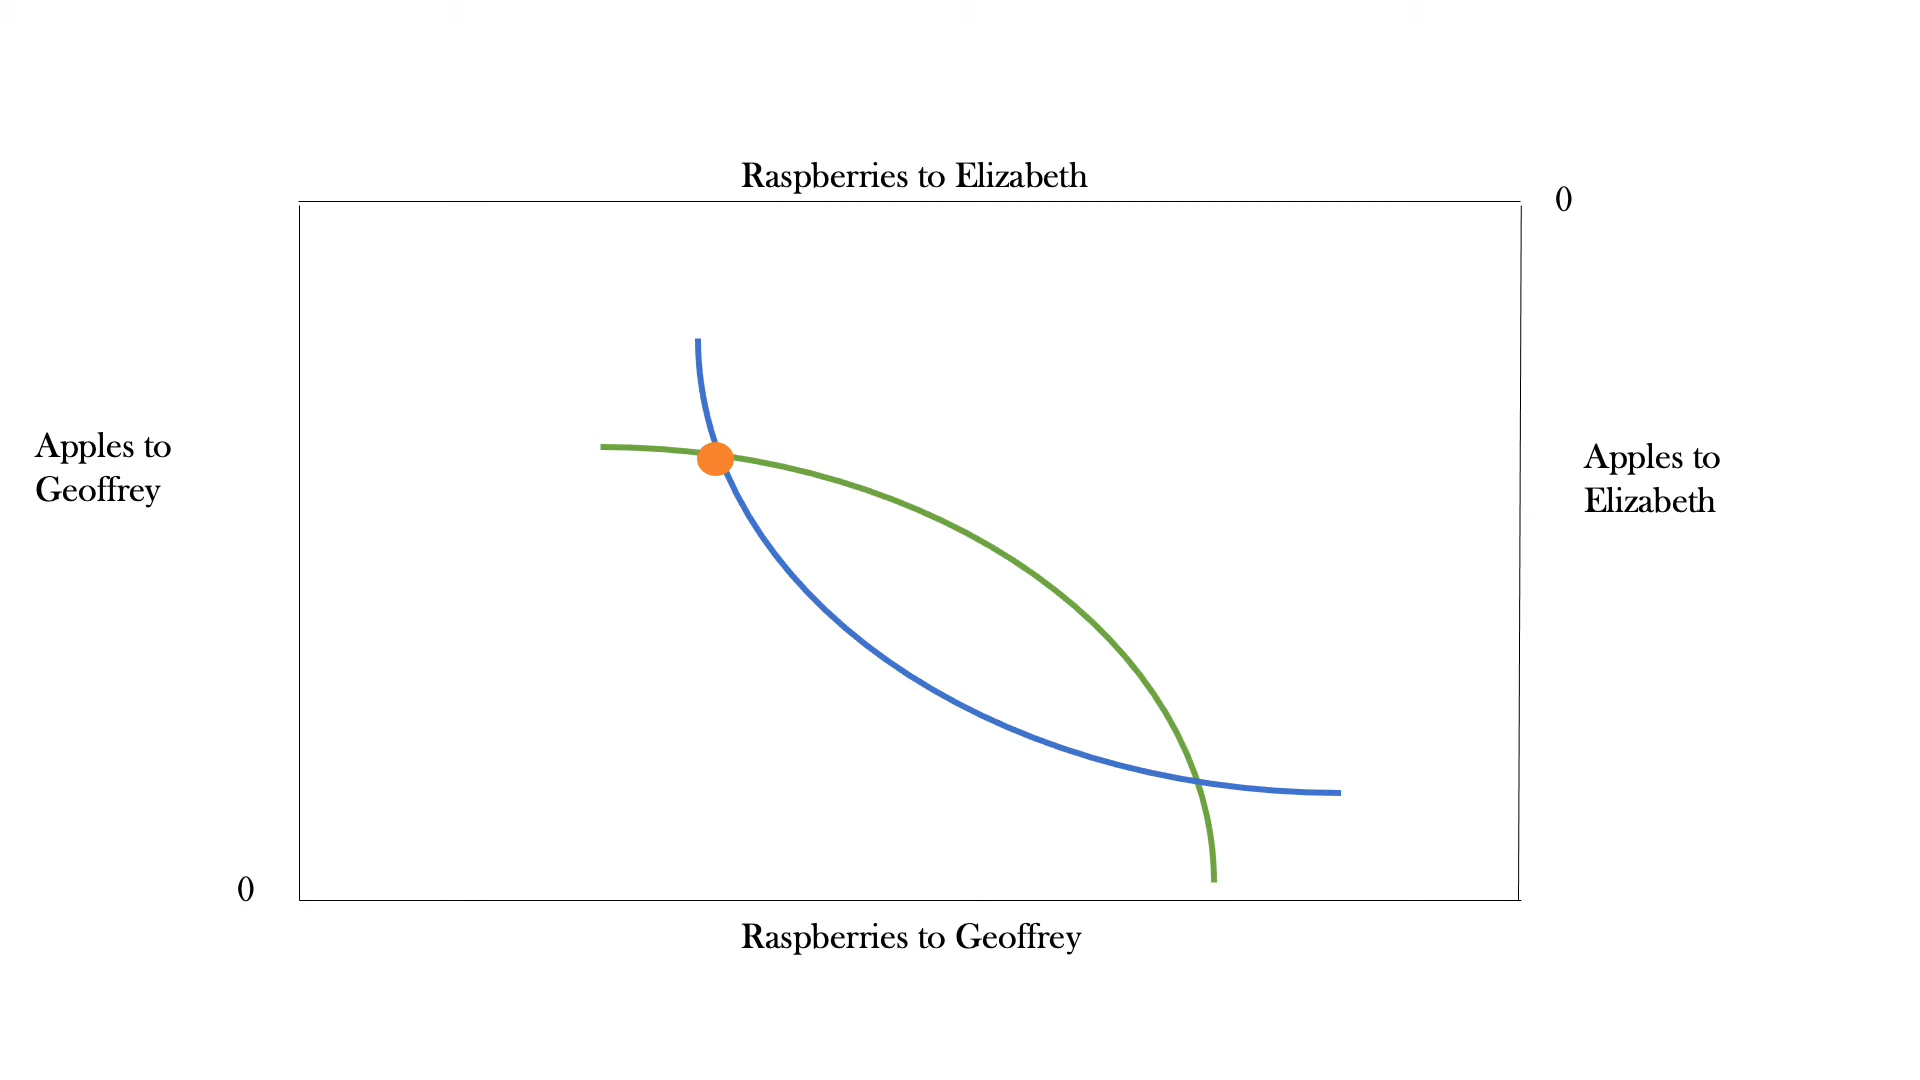 Raspberries to Elizabeth
0
Apples to
Geoffrey
Apples to
Elizabeth
0
Raspberries to Geoffrey